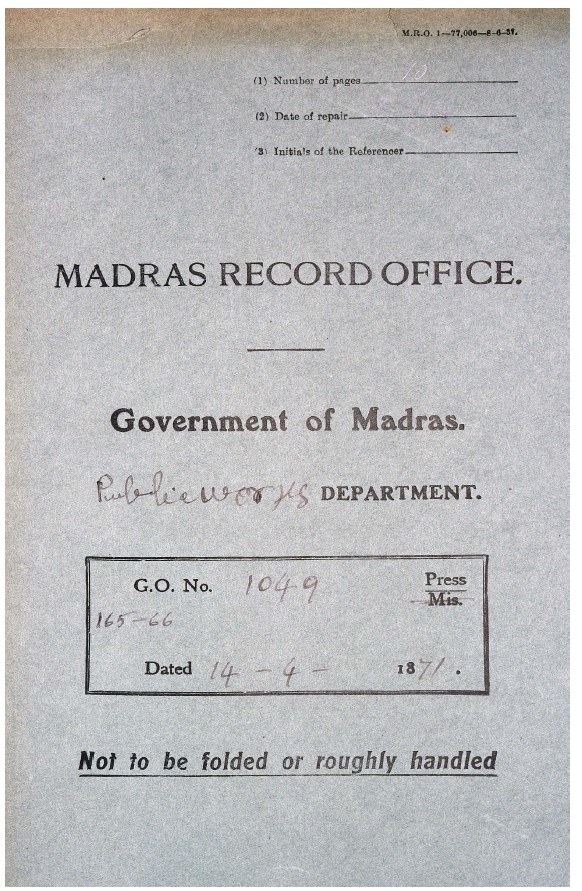 M.R.O. 1—77,006—8-6-37.
(1) Number of pages
(2) Date of repair
(3) Initials of the Referencer
MADRAS RECORD OFFICE.
Government of Madras.
Public works DEPARTMENT.
G.O. No. 1049 Press
Mis.
165-66
Dated 14 - 4 - 1871.
Not to be folded or roughly handled